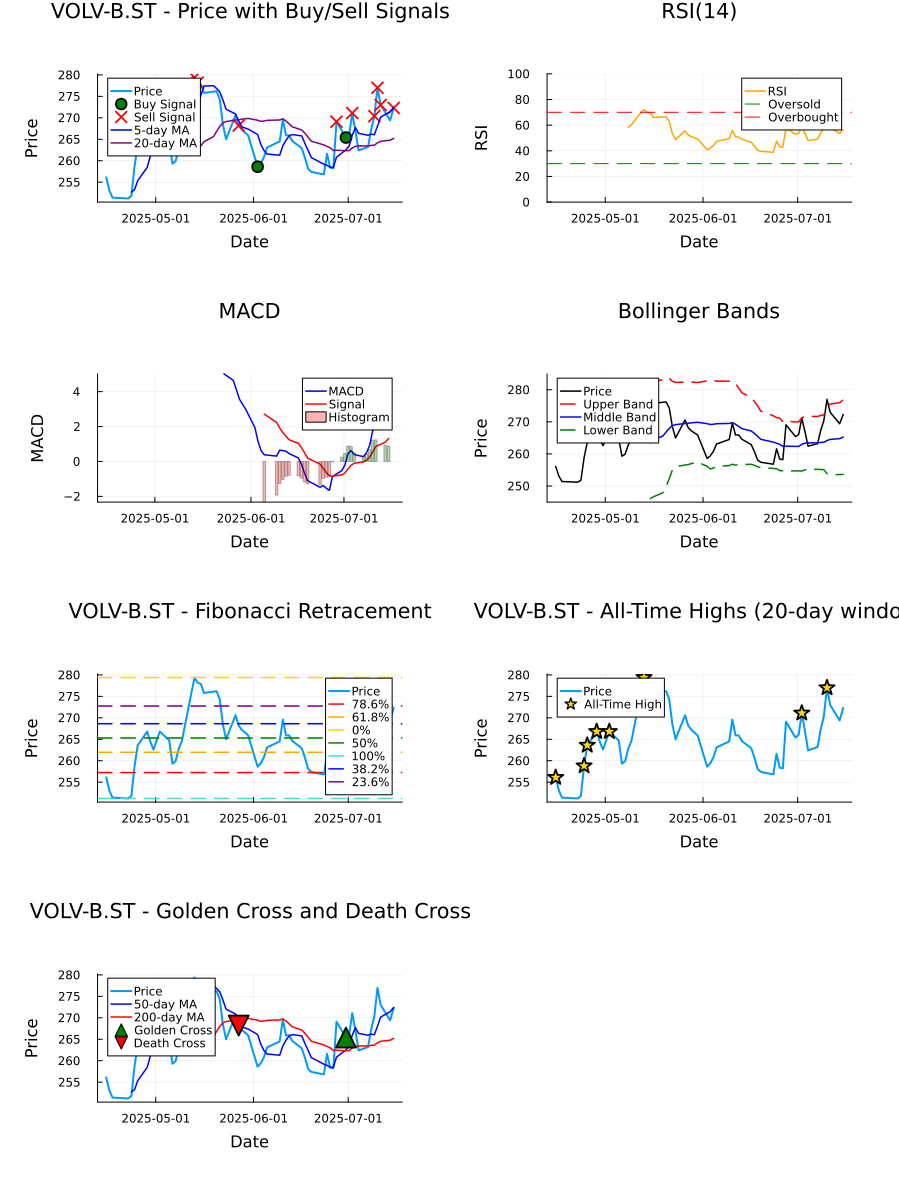 VOLV-B.ST - Price with Buy/Sell Signals
Price
280
275
270
265
260
255
Price
Buy Signal
Sell Signal
5-day MA
20-day MA
2025-05-01
2025-06-01
2025-07-01
Date
RSI(14)
RSI
100
80
60
40
20
0
RSI
Oversold
Overbought
2025-05-01
2025-06-01
2025-07-01
Date
MACD
MACD
4
2
0
−2
MACD
Signal
Histogram
2025-05-01
2025-06-01
2025-07-01
Date
Bollinger Bands
Price
280
270
260
250
Price
Upper Band
Middle Band
Lower Band
2025-05-01
2025-06-01
2025-07-01
Date
VOLV-B.ST - Fibonacci Retracement
Price
280
275
270
265
260
255
Price
78.6%
61.8%
0%
50%
100%
38.2%
23.6%
2025-05-01
2025-06-01
2025-07-01
Date
VOLV-B.ST - All-Time Highs (20-day windo
Price
280
275
270
265
260
255
Price
All-Time High
2025-05-01
2025-06-01
2025-07-01
Date
VOLV-B.ST - Golden Cross and Death Cross
Price
280
275
270
265
260
255
Price
50-day MA
200-day MA
Golden Cross
Death Cross
2025-05-01
2025-06-01
2025-07-01
Date